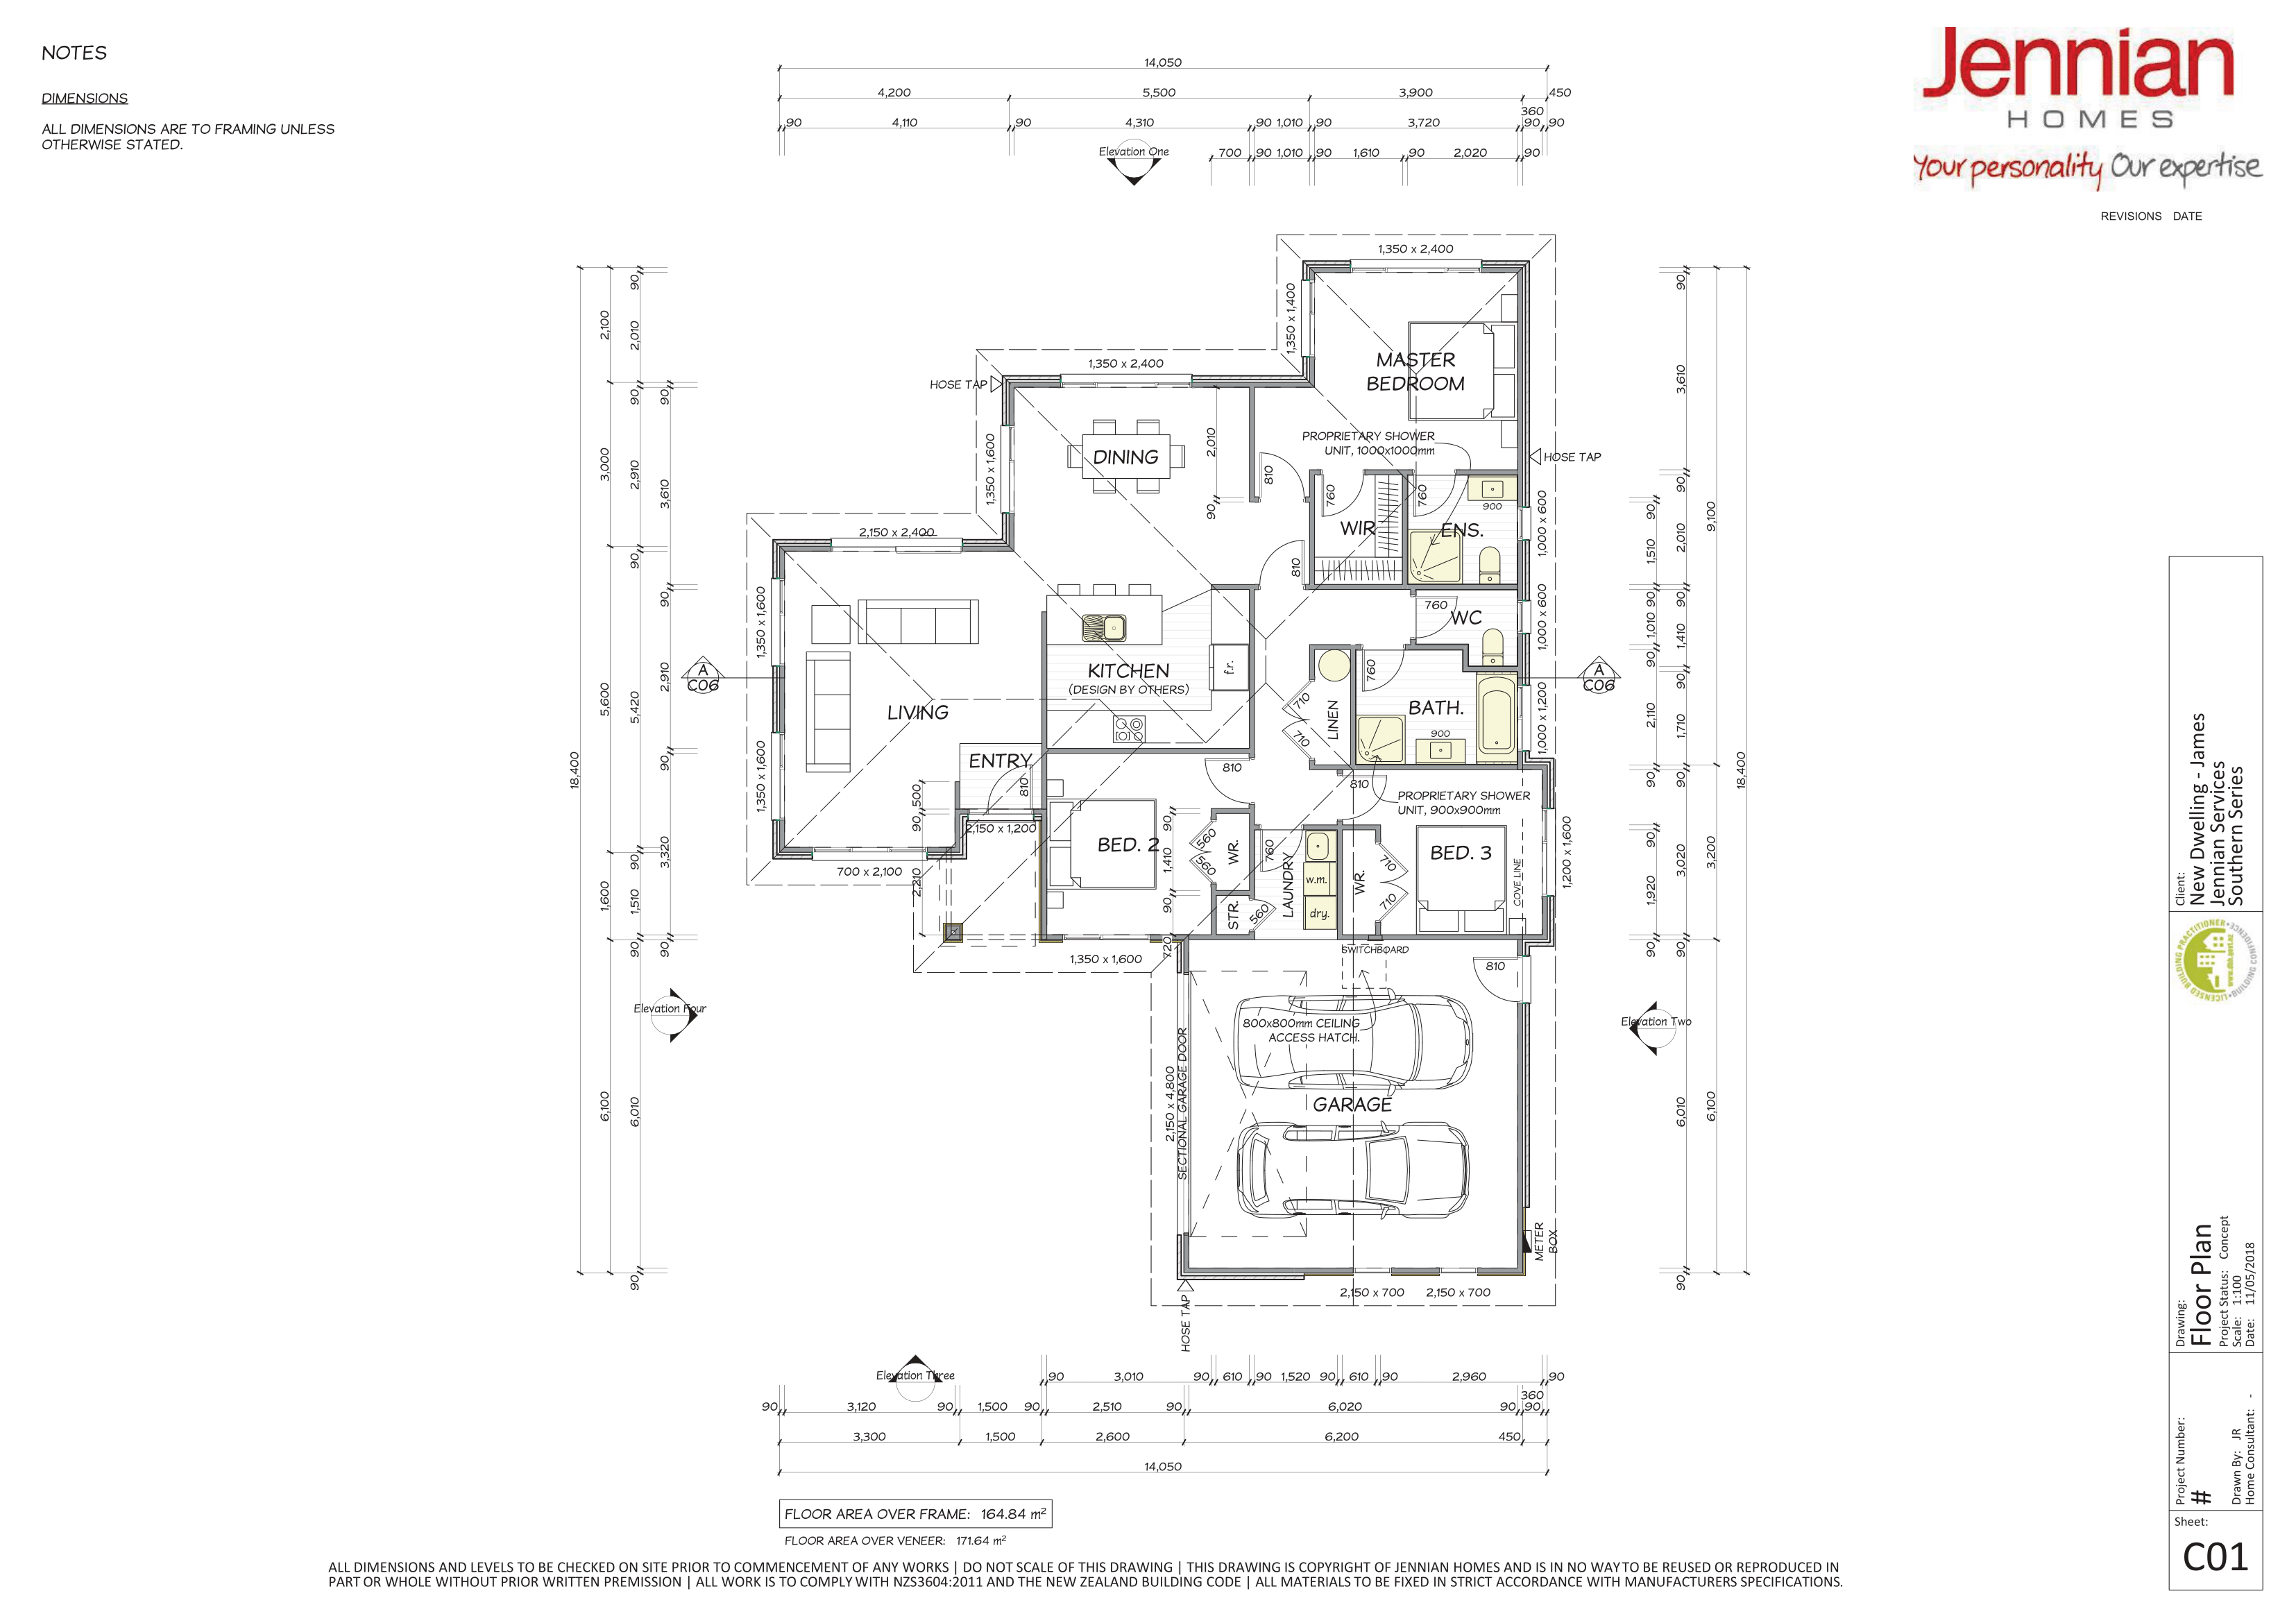 NOTES
DIMENSIONS
ALL DIMENSIONS ARE TO FRAMING UNLESS
OTHERWISE STATED.
Jennian
HOMES
Your personality Our expertise
REVISIONS DATE
14,050
4,200 5,500 3,900 450
360
90 4,110 90 4,310 90 1,010 90 3,720 90 90
Elevation One
700 90 1,010 90 1,610 90 2,020 90
1,350 x 2,400
1,350 x 1,400
MASTER
BEDROOM
1,350 x 2,400
HOSE TAP
1,350 x 1,600
DINING
2,010
90
810
PROPRIETARY SHOWER
UNIT, 1000x1000mm
HOSE TAP
760
760
900
WIR
ENS.
1,000 x 600
810
2,150 x 2,400
1,350 x 1,600
760
WC
1,000 x 600
A
C06
KITCHEN
(DESIGN BY OTHERS)
f.r.
LIVING
710
710
LINEN
760
BATH.
900
1,000 x 1,200
A
C06
1,350 x 1,600
ENTRY
810
500
90
2,210
2,150 x 1,200
700 x 2,100
810
810
PROPRIETARY SHOWER
UNIT, 900x900mm
BED. 2
90
1,410
90
720
560
560
WR.
STR.
560
760
LAUNDRY
w.m.
dry.
WR.
710
710
BED. 3
COVE LINE
1,200 x 1,600
1,350 x 1,600
SWITCHBOARD
810
800x800mm CEILING
ACCESS HATCH.
2,150 x 4,800
SECTIONAL GARAGE DOOR
GARAGE
METER
BOX
2,150 x 700 2,150 x 700
HOSE TAP
18,400
2,100
3,000
5,600
1,600
6,100
90
2,010
90
2,910
90
5,420
90
1,510
90
6,010
90
90
3,610
90
2,910
90
3,320
90
Elevation Four
90
1,510
90
1,010
90
2,110
90
90
1,920
90
90
3,610
90
2,010
90
1,410
90
1,710
90
3,020
90
6,010
90
9,100
3,200
6,100
18,400
Elevation Two
Elevation Three
90 3,010 90 610 90 1,520 90 610 90 2,960 90
360
90 3,120 90 1,500 90 2,510 90 6,020 90 90
3,300 1,500 2,600 6,200 450
14,050
FLOOR AREA OVER FRAME: 164.84 m²
FLOOR AREA OVER VENEER: 171.64 m²
ALL DIMENSIONS AND LEVELS TO BE CHECKED ON SITE PRIOR TO COMMENCEMENT OF ANY WORKS | DO NOT SCALE OF THIS DRAWING | THIS DRAWING IS COPYRIGHT OF JENNIAN HOMES AND IS IN NO WAY TO BE REUSED OR REPRODUCED IN
PART OR WHOLE WITHOUT PRIOR WRITTEN PREMISSION | ALL WORK IS TO COMPLY WITH NZS3604:2011 AND THE NEW ZEALAND BUILDING CODE | ALL MATERIALS TO BE FIXED IN STRICT ACCORDANCE WITH MANUFACTURERS SPECIFICATIONS.
Client:
New Dwelling - James
Jennian Services
Southern Series
LICENSED BUILDING PRACTITIONER
BUILDING CONFIDENCE
www.dbh.govt.nz
Drawing:
Floor Plan
Project Status: Concept
Scale: 1:100
Date: 11/05/2018
Project Number:
#
Drawn By: JR
Home Consultant: -
Sheet:
C01